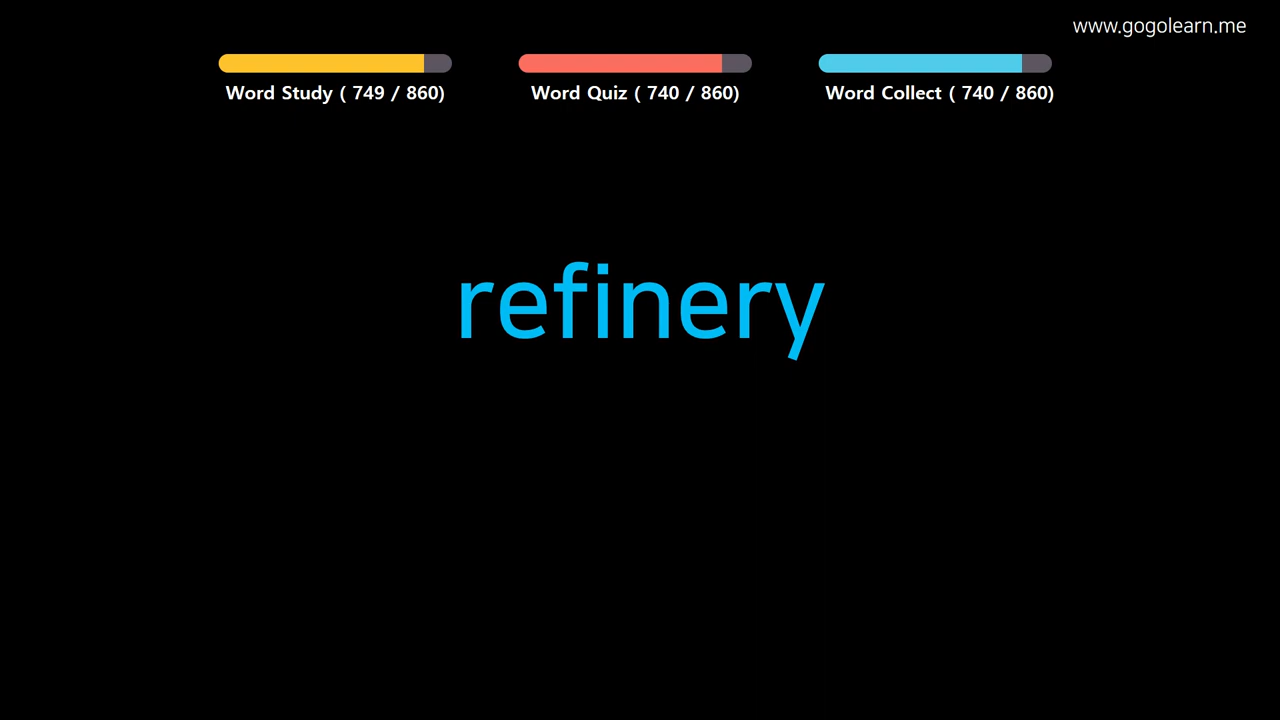 www.gogolearn.me
Word Study ( 749 / 860)
Word Quiz ( 740 / 860)
Word Collect ( 740 / 860)
refinery